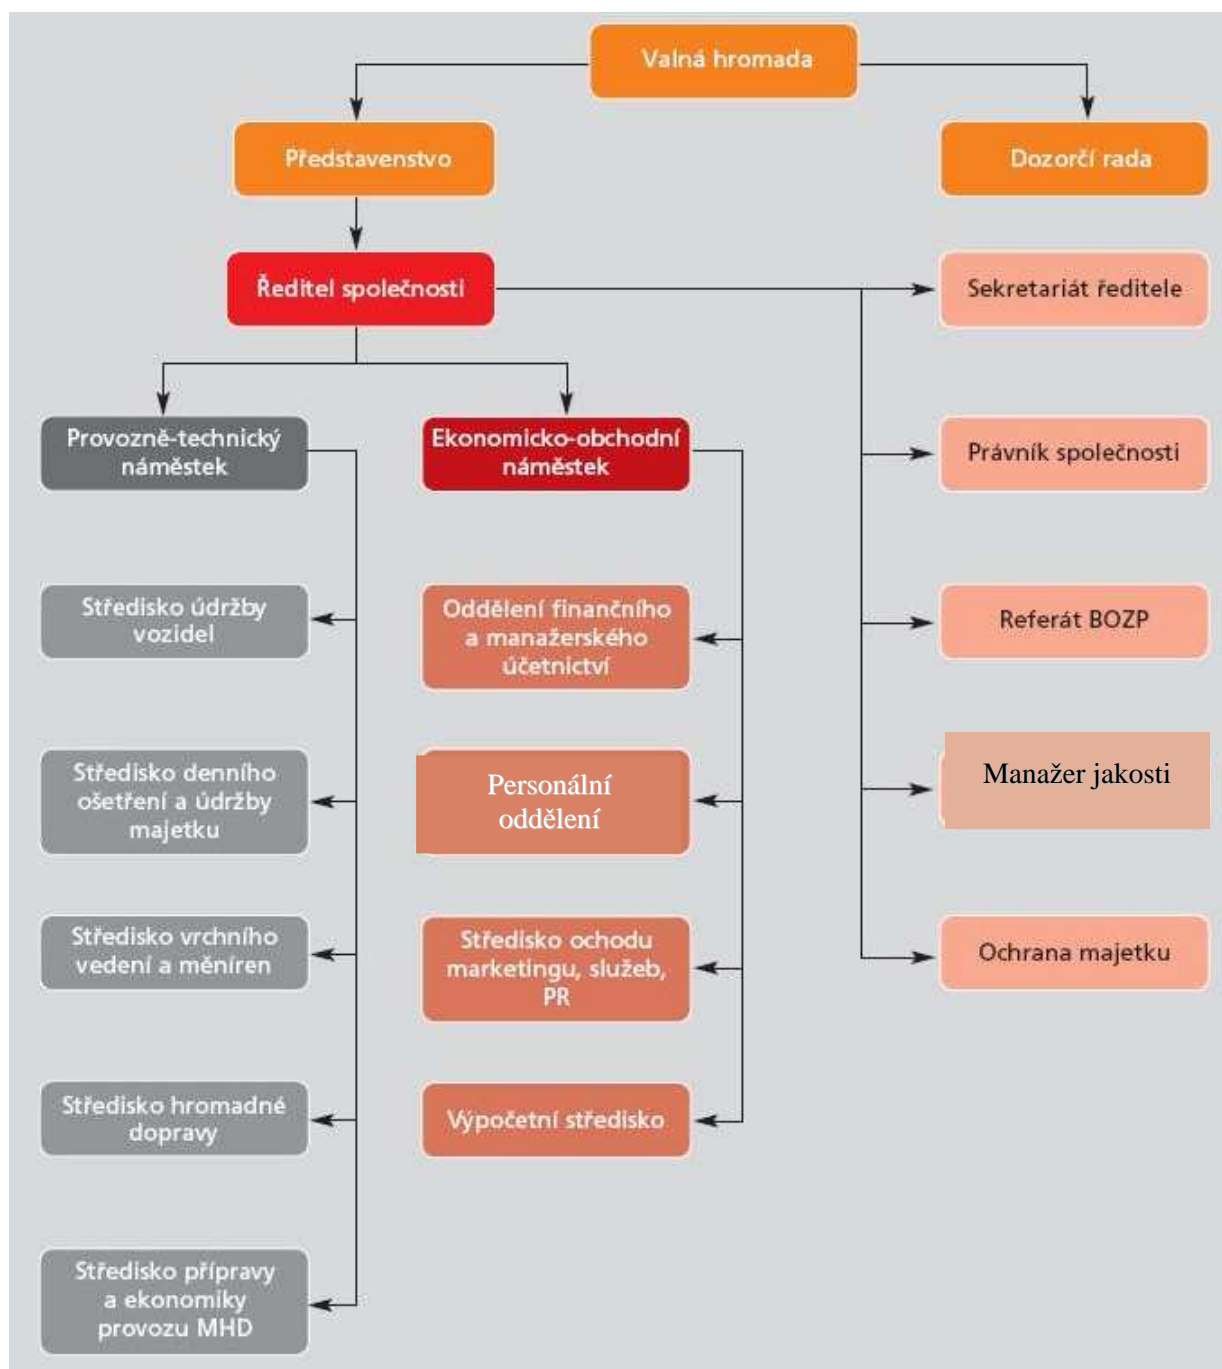 Valná hromada
Představenstvo
Dozorčí rada
Ředitel společnosti
Sekretariát ředitele
Provozně-technický
náměstek
Ekonomicko-obchodní
náměstek
Právník společnosti
Středisko údržby
vozidel
Oddělení finančního
a manažerského
účetnictví
Referát BOZP
Středisko denního
ošetření a údržby
majetku
Personální
oddělení
Manažer jakosti
Středisko vrchního
vedení a měníren
Středisko ochodu
marketingu, služeb,
PR
Ochrana majetku
Středisko hromadné
dopravy
Výpočetní středisko
Středisko přípravy
a ekonomiky
provozu MHD